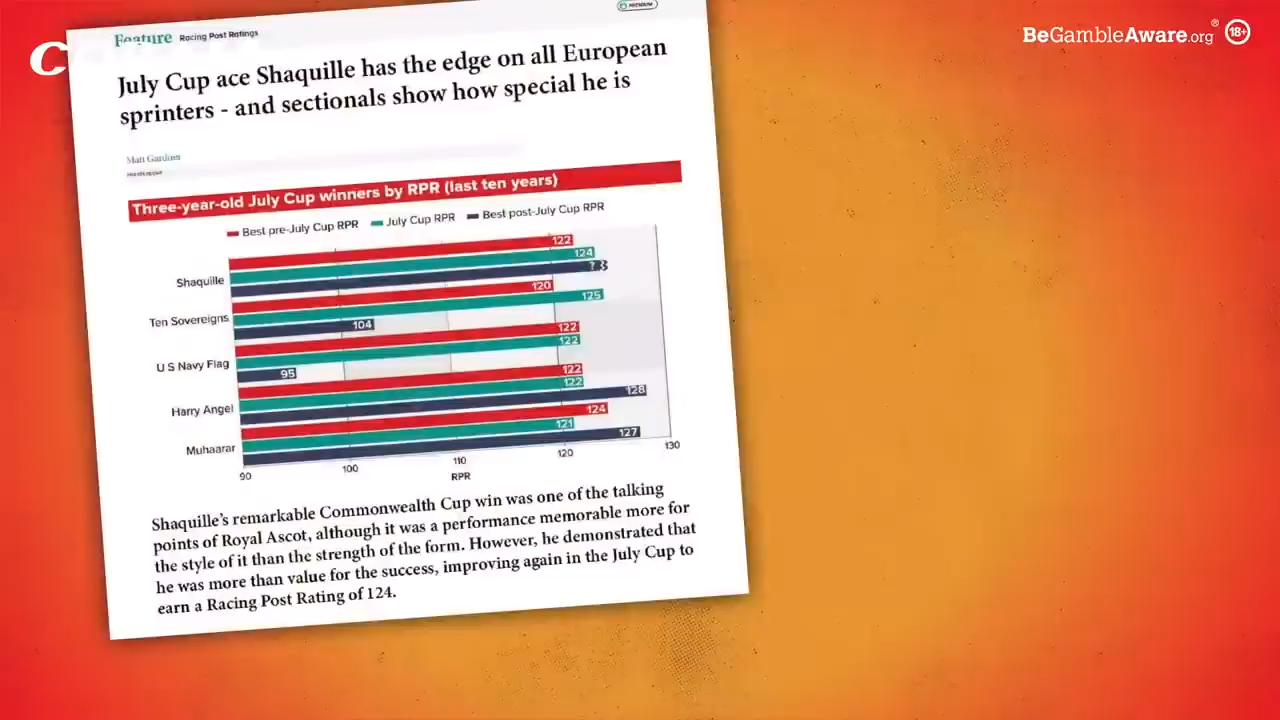 PREMIUM
Feature Racing Post Ratings
BeGambleAware.org® 18+
July Cup ace Shaquille has the edge on all European
sprinters - and sectionals show how special he is
Matt Gardner
Three-year-old July Cup winners by RPR (last ten years)
Best pre-July Cup RPR July Cup RPR Best post-July Cup RPR
Shaquille 122
124
Ten Sovereigns 120
125
104
U S Navy Flag 122
122
95
Harry Angel 122
122
128
Muhaarar 124
121
127
90 100 110 120 130
RPR
Shaquille's remarkable Commonwealth Cup win was one of the talking
points of Royal Ascot, although it was a performance memorable more for
the style of it than the strength of the form. However, he demonstrated that
he was more than value for the success, improving again in the July Cup to
earn a Racing Post Rating of 124.